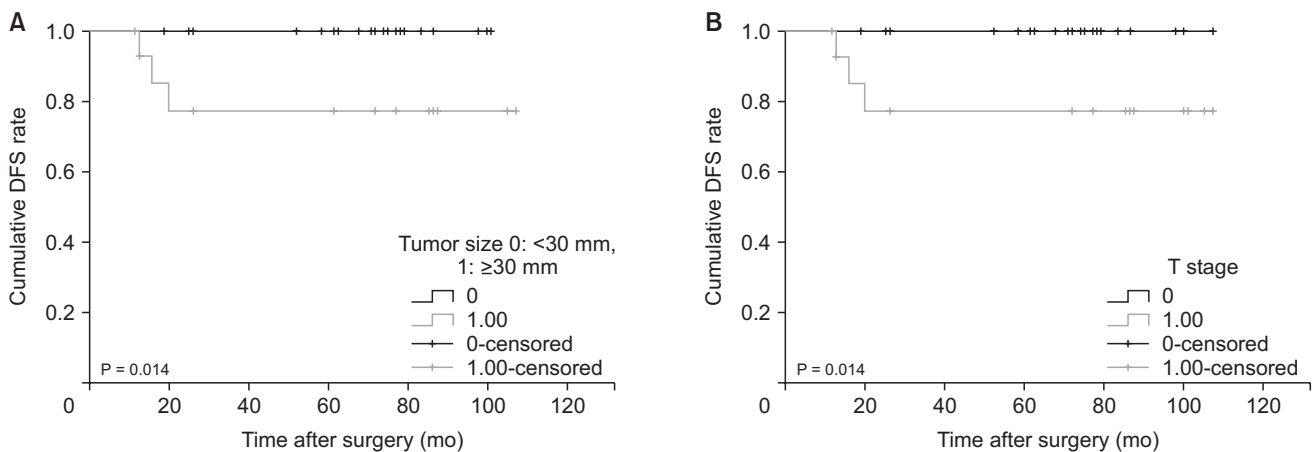 A
Cumulative DFS rate
1.0
0.8
0.6
0.4
0.2
0
20
40
60
80
100
120
Time after surgery (mo)
P = 0.014
Tumor size 0: <30 mm,
1: ≥30 mm
0
1.00
0-censored
1.00-censored
B
Cumulative DFS rate
1.0
0.8
0.6
0.4
0.2
0
20
40
60
80
100
120
Time after surgery (mo)
P = 0.014
T stage
0
1.00
0-censored
1.00-censored